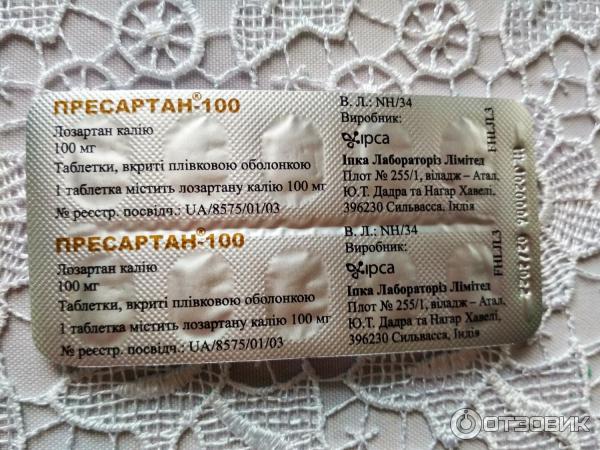 ПРЕСАРТАН®-100
Лозартан калію
100 мг
Таблетки, вкриті плівковою оболонкою
1 таблетка містить лозартану калію 100 мг
№ реєстр. посвідч.: UA/8575/01/03
В. Л.: NH/34
Виробник:
ipca
Іпка Лабораторіз Лімітед
Плот № 255/1, віладж – Атал,
Ю.Т. Дадра та Нагар Хавелі,
396230 Сильвасса, Індія
FHLJL3
ПРЕСАРТАН®-100
Лозартан калію
100 мг
Таблетки, вкриті плівковою оболонкою
1 таблетка містить лозартану калію 100 мг
№ реєстр. посвідч.: UA/8575/01/03
В. Л.: NH/34
Виробник:
ipca
Іпка Лабораторіз Лімітед
Плот № 255/1, віладж – Атал,
Ю.Т. Дадра та Нагар Хавелі,
396230 Сильвасса, Індія
FHLJL3
ОТЗОВИК